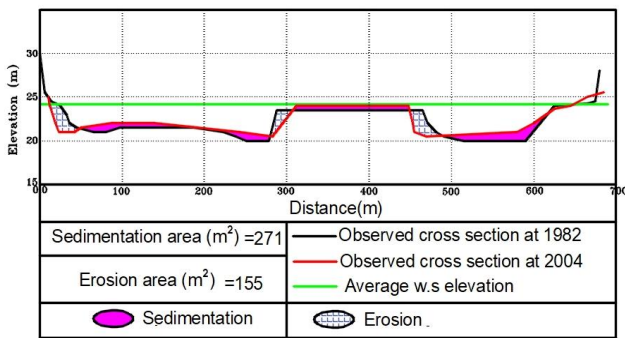 Elevation (m)
30
25
20
15
0 0
100
200
300
400
500
600
700
Distance(m)
Sedimentation area (m²) =271
Erosion area (m²) =155
Observed cross section at 1982
Observed cross section at 2004
Average w.s elevation
Sedimentation
Erosion .